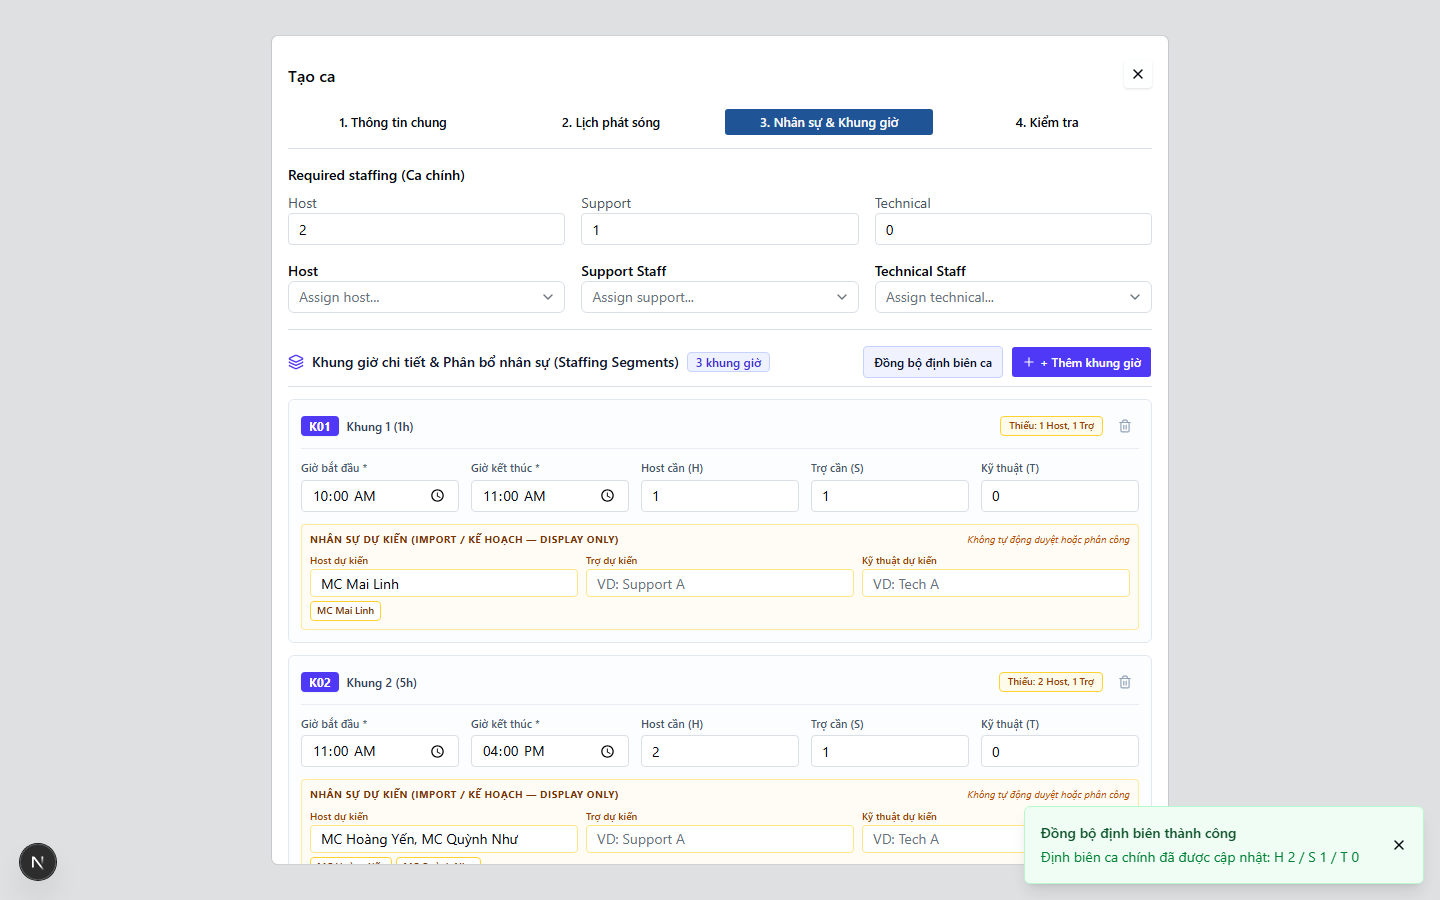 Tạo ca
1. Thông tin chung
2. Lịch phát sóng
3. Nhân sự & Khung giờ
4. Kiểm tra
Required staffing (Ca chính)
Host
Support
Technical
2
1
0
Host
Support Staff
Technical Staff
Assign host...
Assign support...
Assign technical...
Khung giờ chi tiết & Phân bổ nhân sự (Staffing Segments)
3 khung giờ
Đồng bộ định biên ca
+ Thêm khung giờ
K01 Khung 1 (1h)
Thiếu: 1 Host, 1 Trợ
Giờ bắt đầu *
Giờ kết thúc *
Host cần (H)
Trợ cần (S)
Kỹ thuật (T)
10:00 AM
11:00 AM
1
1
0
NHÂN SỰ DỰ KIẾN (IMPORT / KẾ HOẠCH — DISPLAY ONLY)
Không tự động duyệt hoặc phân công
Host dự kiến
Trợ dự kiến
Kỹ thuật dự kiến
MC Mai Linh
VD: Support A
VD: Tech A
MC Mai Linh
K02 Khung 2 (5h)
Thiếu: 2 Host, 1 Trợ
Giờ bắt đầu *
Giờ kết thúc *
Host cần (H)
Trợ cần (S)
Kỹ thuật (T)
11:00 AM
04:00 PM
2
1
0
NHÂN SỰ DỰ KIẾN (IMPORT / KẾ HOẠCH — DISPLAY ONLY)
Không tự động duyệt hoặc phân công
Host dự kiến
Trợ dự kiến
Kỹ thuật dự kiến
MC Hoàng Yến, MC Quỳnh Như
VD: Support A
VD: Tech A
Đồng bộ định biên thành công
Định biên ca chính đã được cập nhật: H 2 / S 1 / T 0
N